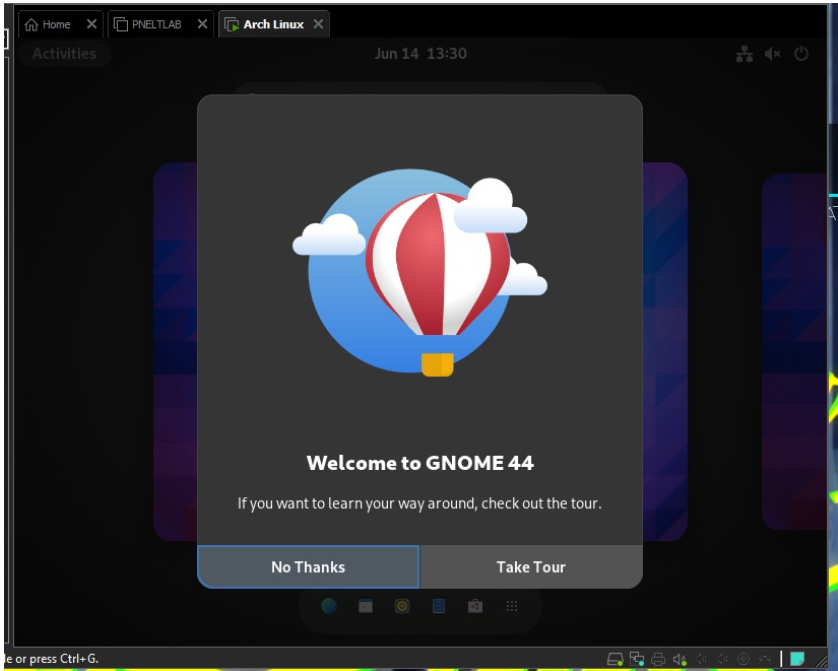 Home
PNELTLAB
Arch Linux
Activities
Jun 14 13:30
Welcome to GNOME 44
If you want to learn your way around, check out the tour.
No Thanks
Take Tour
or press Ctrl+G.